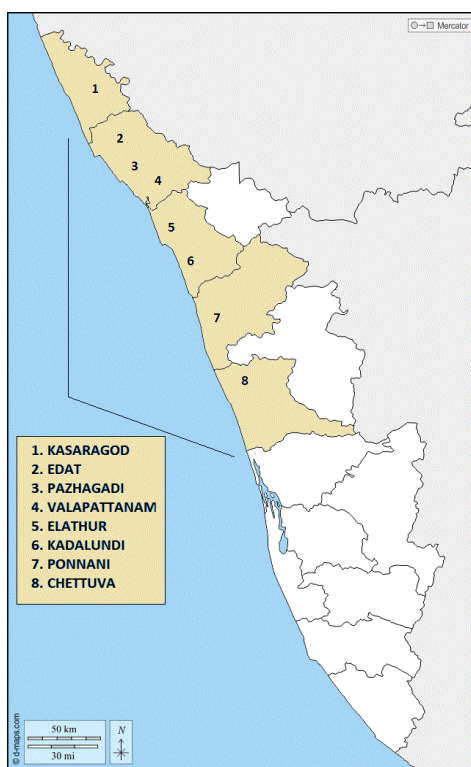 Mercator
1
2
3
4
5
6
7
8
1. KASARAGOD
2. EDAT
3. PAZHAGADI
4. VALAPATTANAM
5. ELATHUR
6. KADALUNDI
7. PONNANI
8. CHETTUVA
50 km
30 mi
N
© d-maps.com